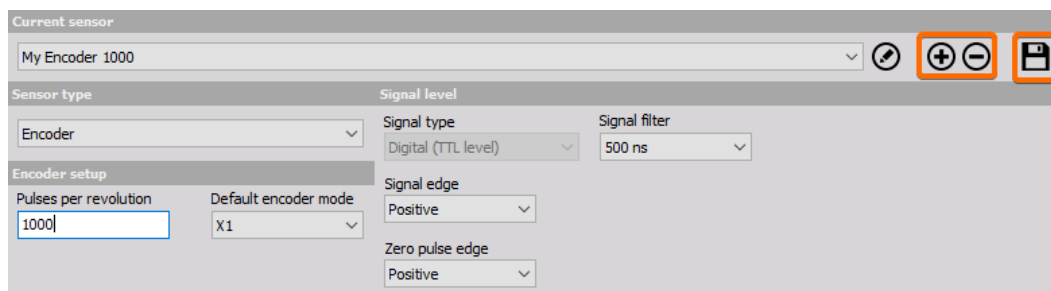 Current sensor
My Encoder 1000
Sensor type
Encoder
Encoder setup
Pulses per revolution
Default encoder mode
1000
X1
Signal level
Signal type
Signal filter
Digital (TTL level)
500 ns
Signal edge
Positive
Zero pulse edge
Positive